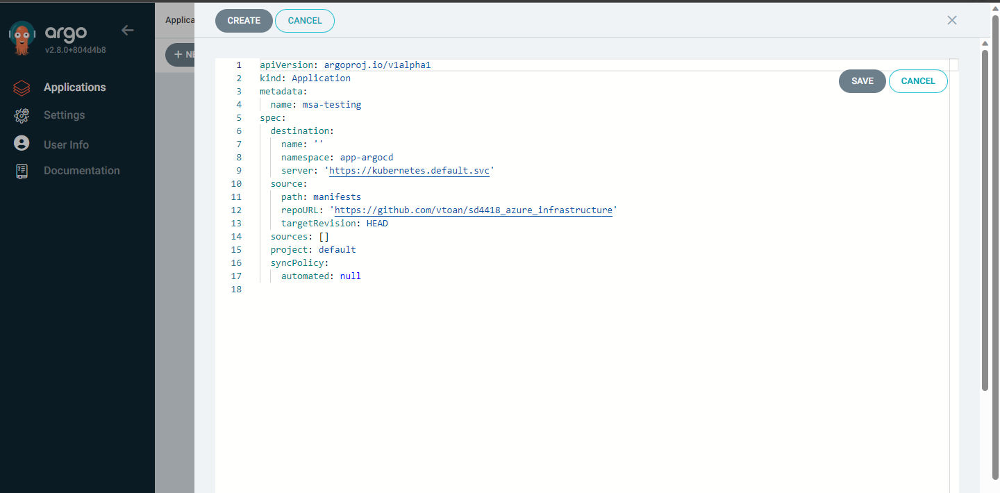 argo
v2.8.0+804d4b8
Applications
Settings
User Info
Documentation
Applica
+ NE
CREATE
CANCEL
SAVE
CANCEL
1 apiVersion: argoproj.io/v1alpha1
2 kind: Application
3 metadata:
4   name: msa-testing
5 spec:
6   destination:
7     name: ''
8     namespace: app-argocd
9     server: 'https://kubernetes.default.svc'
10   source:
11     path: manifests
12     repoURL: 'https://github.com/vtoan/sd4418_azure_infrastructure'
13     targetRevision: HEAD
14   sources: []
15   project: default
16   syncPolicy:
17     automated: null
18